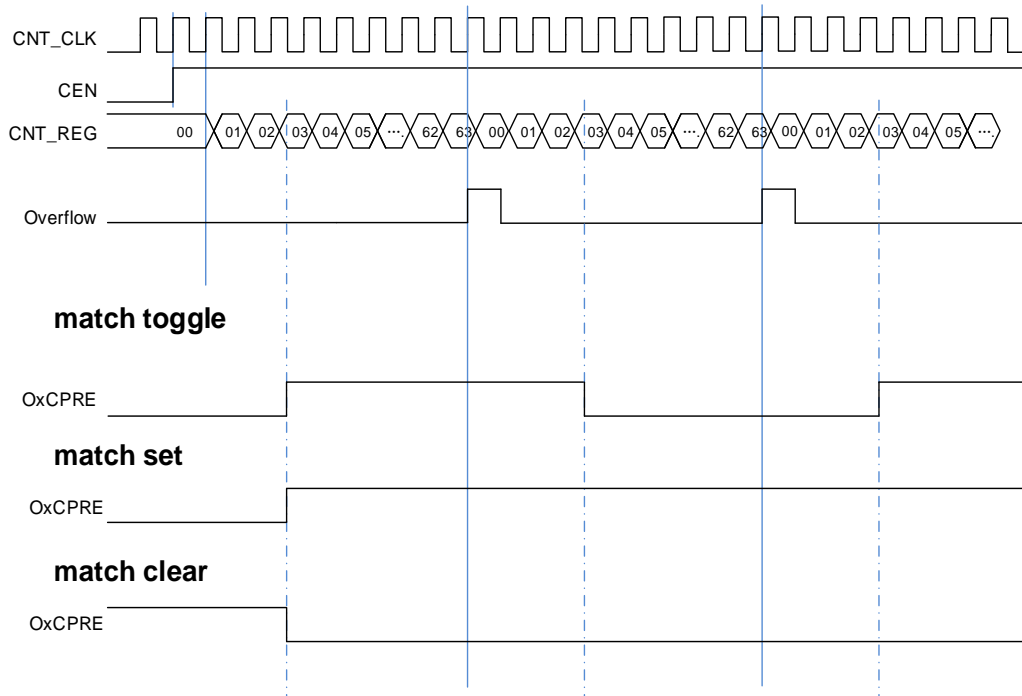 CNT_CLK
CEN
CNT_REG 00 01 02 03 04 05 .... 62 63 00 01 02 03 04 05 .... 62 63 00 01 02 03 04 05 ....
Overflow
match toggle
OxCPRE
match set
OxCPRE
match clear
OxCPRE